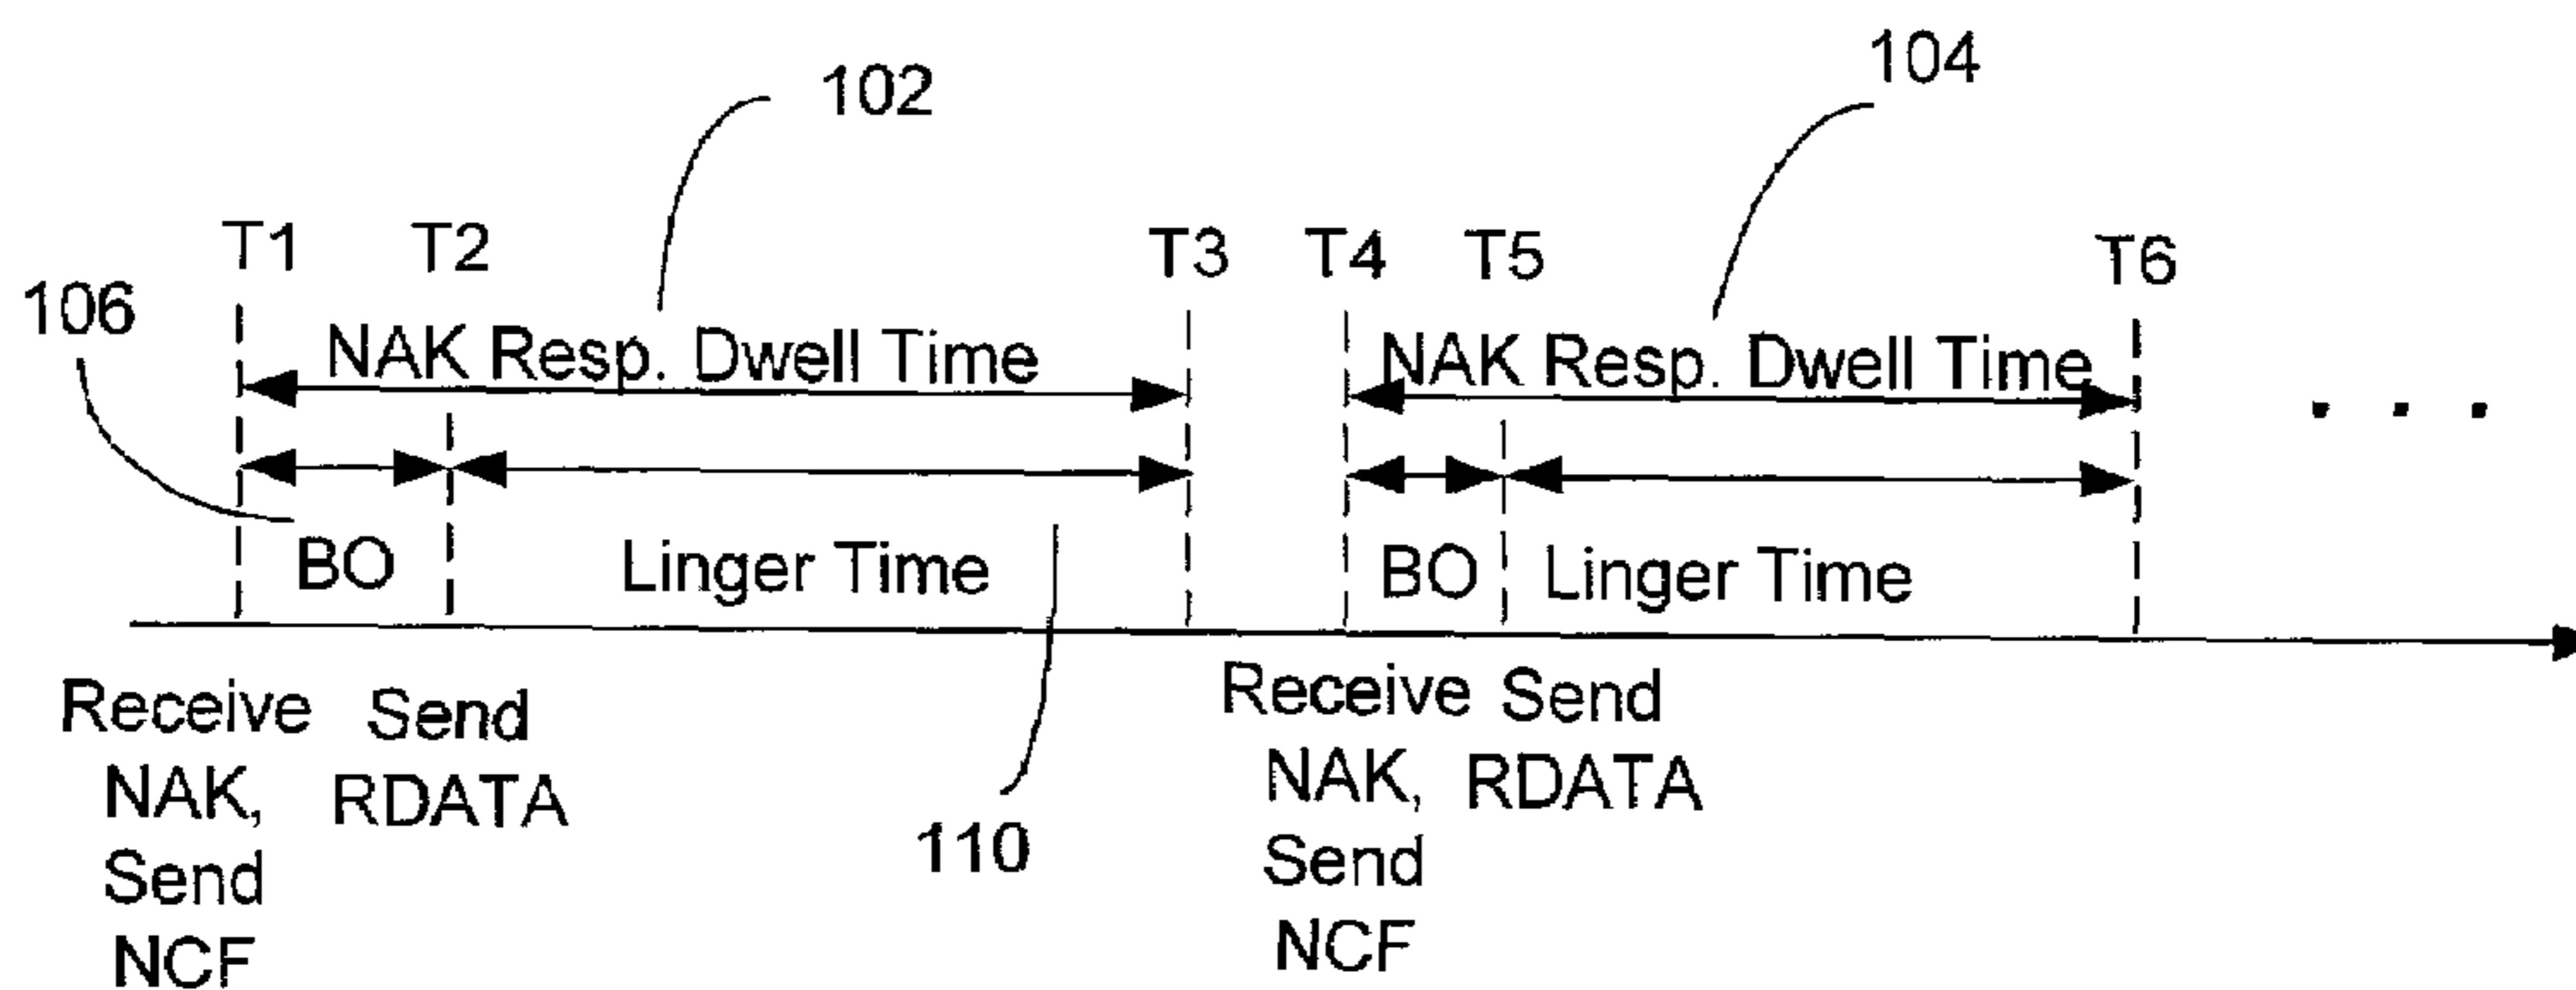 102
104
T1 T2 T3 T4 T5 T6
106
NAK Resp. Dwell Time NAK Resp. Dwell Time
. . .
BO Linger Time BO Linger Time
Receive Send Receive Send
NAK, RDATA NAK, RDATA
110
Send Send
NCF NCF